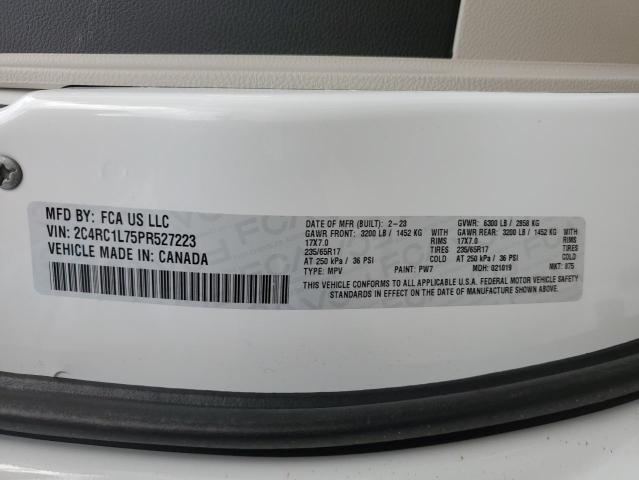 MFD BY: FCA US LLC
VIN: 2C4RC1L75PR527223
VEHICLE MADE IN: CANADA
DATE OF MFR (BUILT): 2-23 GVWR: 6300 LB / 2858 KG
GAWR FRONT: 3200 LB / 1452 KG WITH TIRES GAWR REAR: 3200 LB / 1452 KG WITH TIRES
17X7.0 RIMS 17X7.0 RIMS
235/65R17 TIRES 235/65R17 TIRES
AT 250 kPa / 36 PSI COLD AT 250 kPa / 36 PSI COLD
TYPE: MPV PAINT: PW7 MDH: 021019 MKT: 875
THIS VEHICLE CONFORMS TO ALL APPLICABLE U.S.A. FEDERAL MOTOR VEHICLE SAFETY
STANDARDS IN EFFECT ON THE DATE OF MANUFACTURE SHOWN ABOVE.